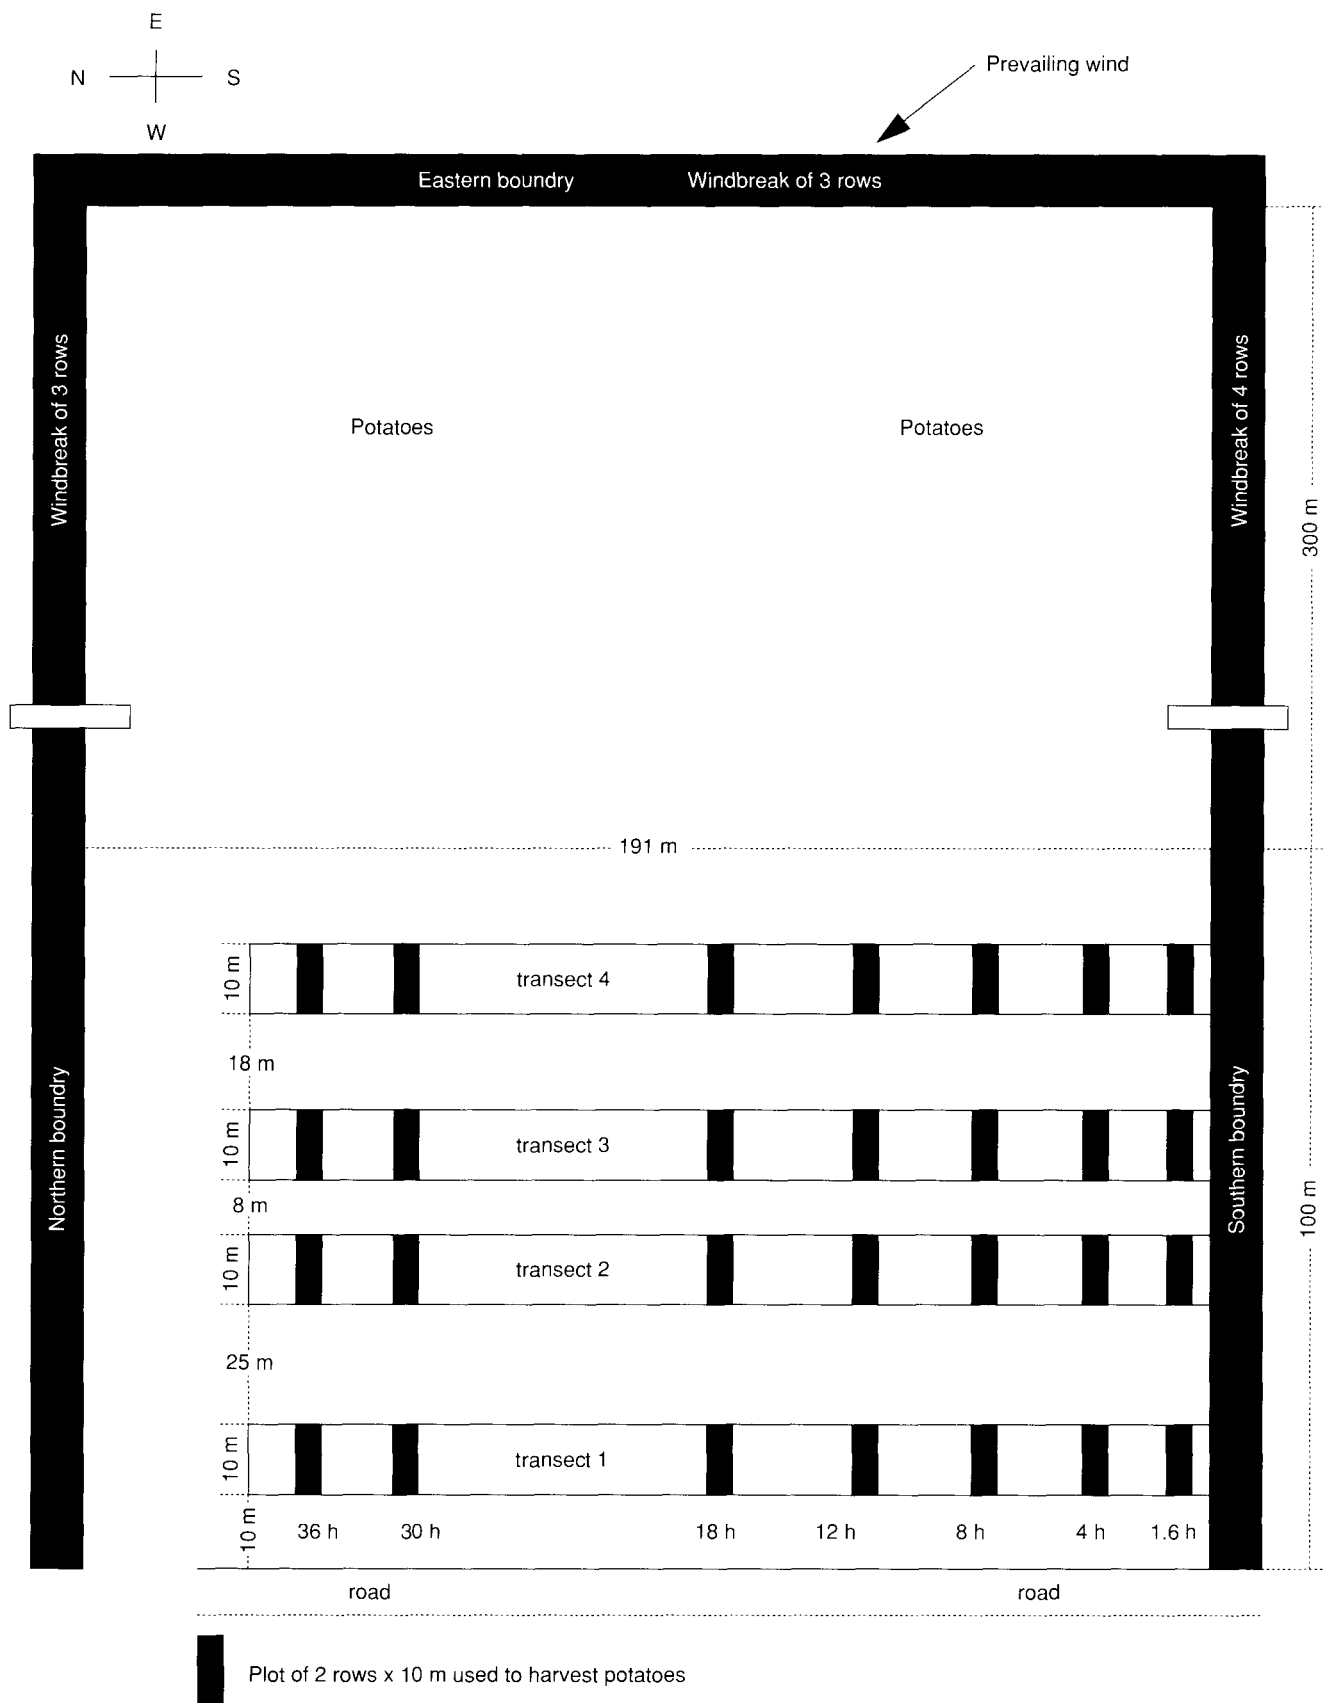 E
N S
W
Prevailing wind
Eastern boundry Windbreak of 3 rows
Windbreak of 3 rows
Windbreak of 4 rows
Potatoes Potatoes
300 m
191 m
10 m
transect 4
18 m
Northern boundry
Southern boundry
10 m
transect 3
8 m
100 m
10 m
transect 2
25 m
10 m
transect 1
10 m
36 h 30 h 18 h 12 h 8 h 4 h 1.6 h
road road
Plot of 2 rows x 10 m used to harvest potatoes